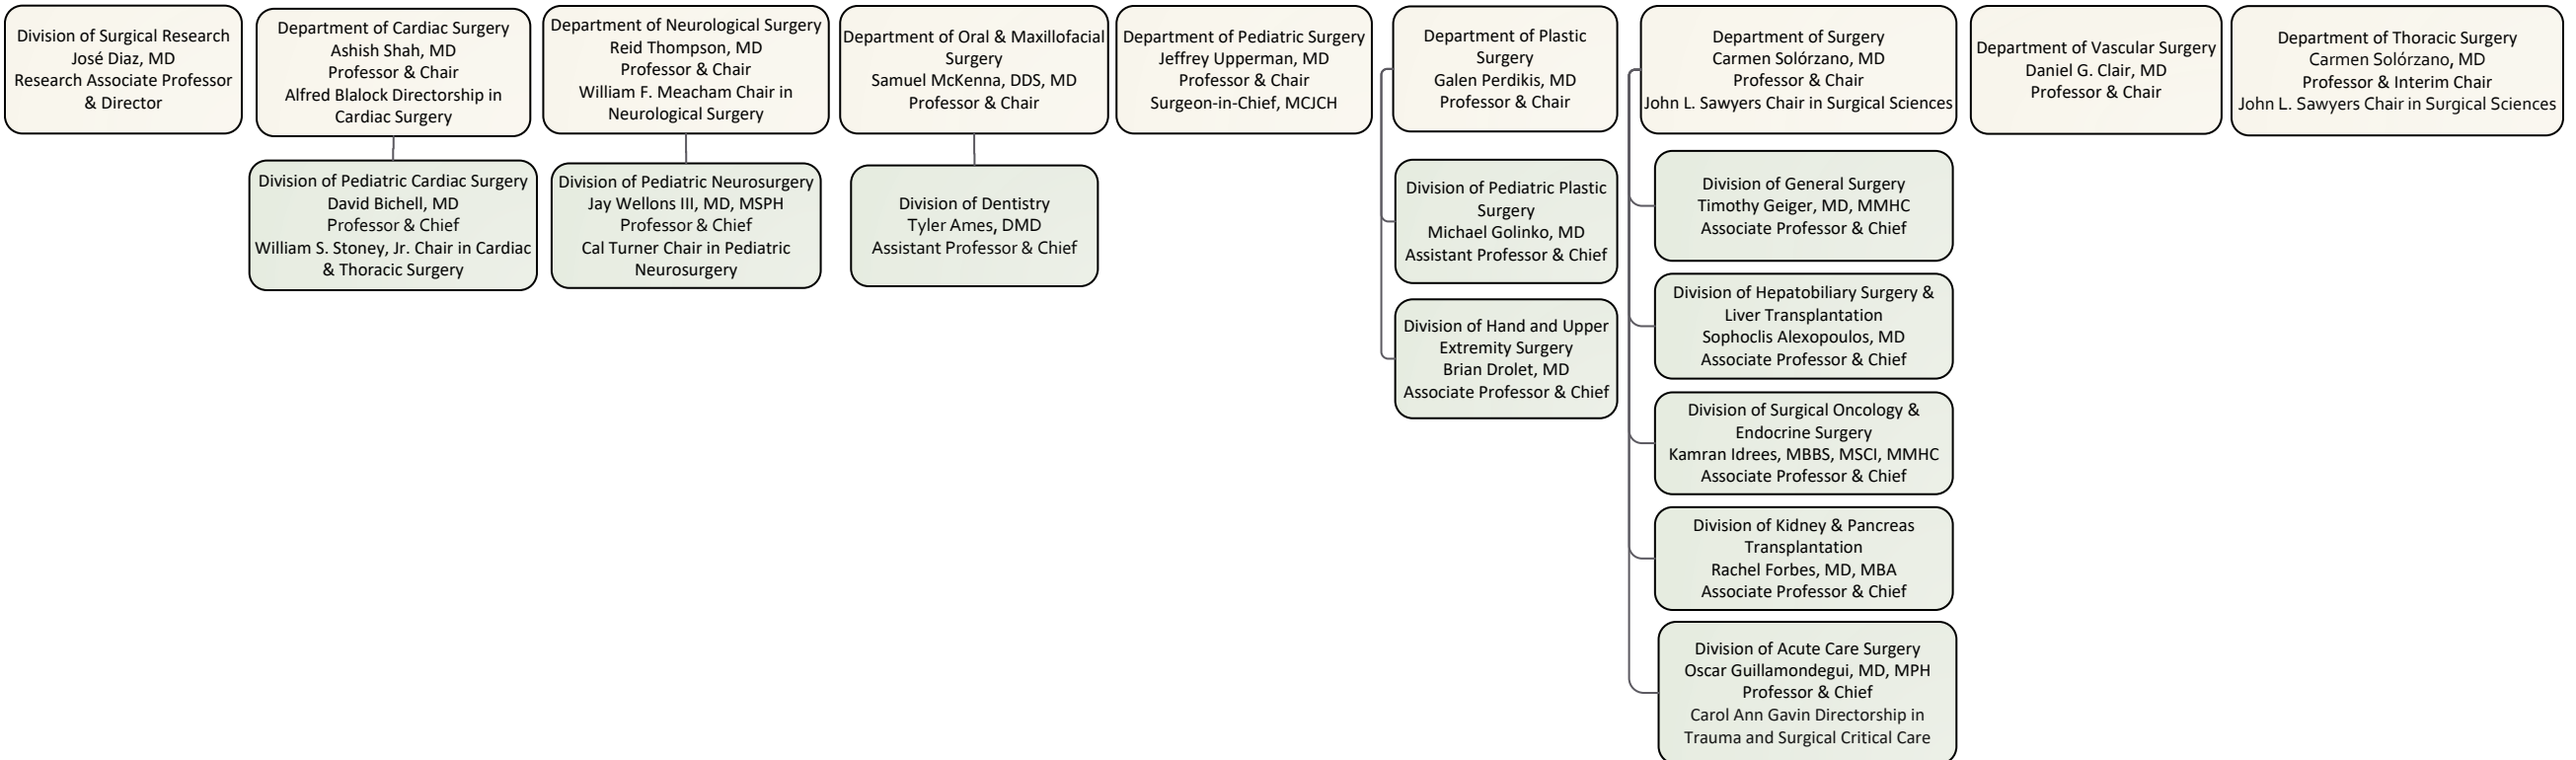 Division of Surgical Research
José Diaz, MD
Research Associate Professor
& Director
Department of Cardiac Surgery
Ashish Shah, MD
Professor & Chair
Alfred Blalock Directorship in
Cardiac Surgery
Department of Neurological Surgery
Reid Thompson, MD
Professor & Chair
William F. Meacham Chair in
Neurological Surgery
Department of Oral & Maxillofacial
Surgery
Samuel McKenna, DDS, MD
Professor & Chair
Department of Pediatric Surgery
Jeffrey Upperman, MD
Professor & Chair
Surgeon-in-Chief, MCJCH
Department of Plastic
Surgery
Galen Perdikis, MD
Professor & Chair
Department of Surgery
Carmen Solórzano, MD
Professor & Chair
John L. Sawyers Chair in Surgical Sciences
Department of Vascular Surgery
Daniel G. Clair, MD
Professor & Chair
Department of Thoracic Surgery
Carmen Solórzano, MD
Professor & Interim Chair
John L. Sawyers Chair in Surgical Sciences
Division of Pediatric Cardiac Surgery
David Bichell, MD
Professor & Chief
William S. Stoney, Jr. Chair in Cardiac
& Thoracic Surgery
Division of Pediatric Neurosurgery
Jay Wellons III, MD, MSPH
Professor & Chief
Cal Turner Chair in Pediatric
Neurosurgery
Division of Dentistry
Tyler Ames, DMD
Assistant Professor & Chief
Division of Pediatric Plastic
Surgery
Michael Golinko, MD
Assistant Professor & Chief
Division of Hand and Upper
Extremity Surgery
Brian Drolet, MD
Associate Professor & Chief
Division of General Surgery
Timothy Geiger, MD, MMHC
Associate Professor & Chief
Division of Hepatobiliary Surgery &
Liver Transplantation
Sophoclis Alexopoulos, MD
Associate Professor & Chief
Division of Surgical Oncology &
Endocrine Surgery
Kamran Idrees, MBBS, MSCI, MMHC
Associate Professor & Chief
Division of Kidney & Pancreas
Transplantation
Rachel Forbes, MD, MBA
Associate Professor & Chief
Division of Acute Care Surgery
Oscar Guillamondegui, MD, MPH
Professor & Chief
Carol Ann Gavin Directorship in
Trauma and Surgical Critical Care